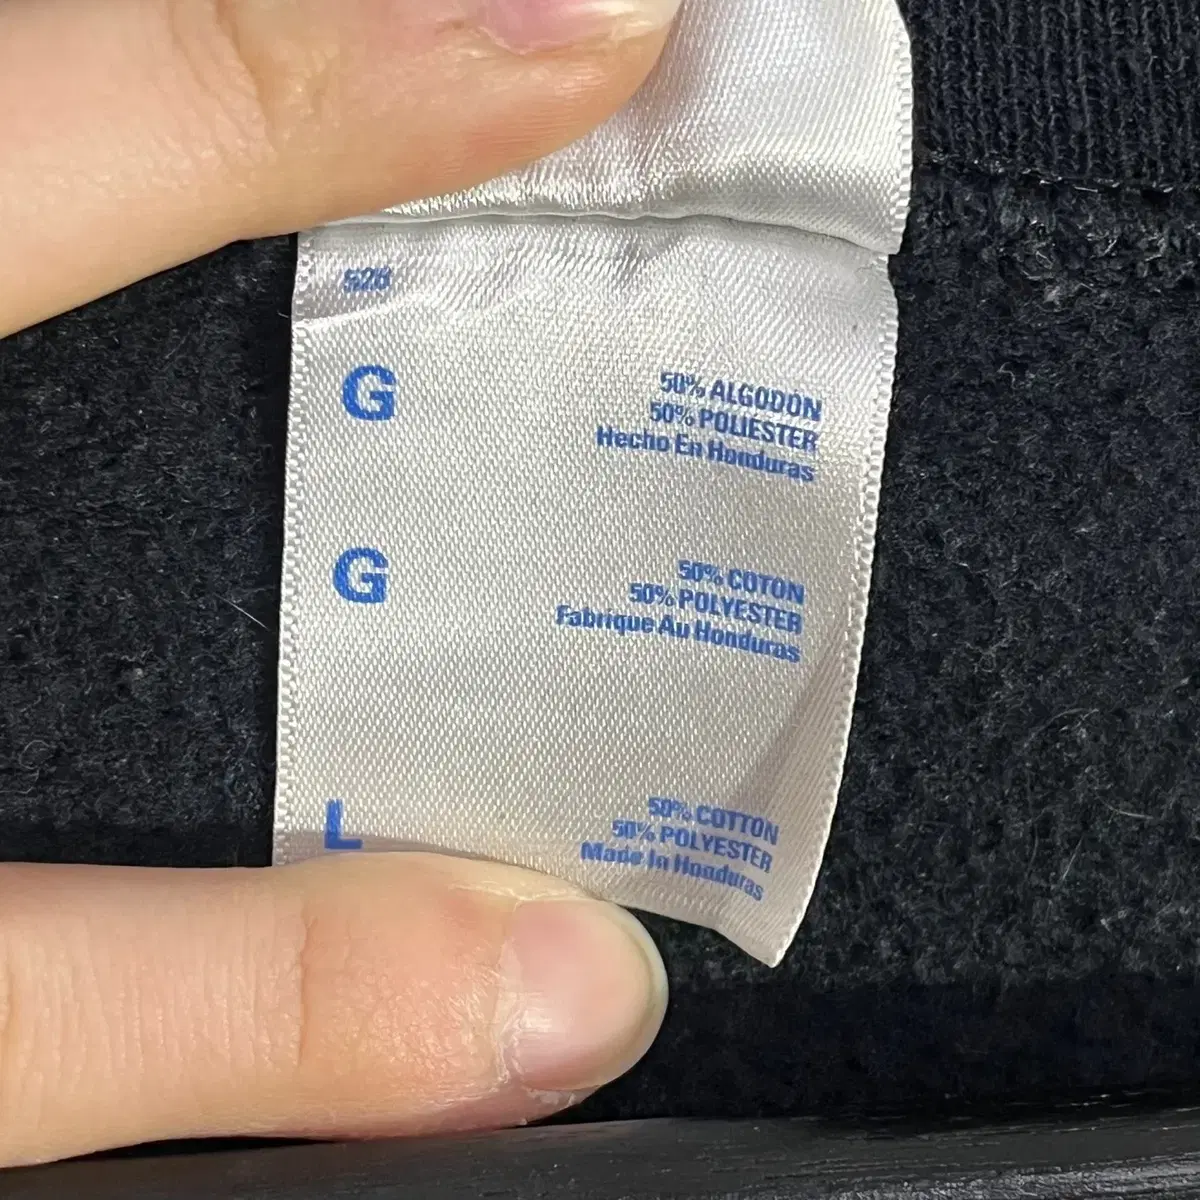 G
50% ALGODON
50% POLIESTER
Hecho En Honduras
G
50% COTON
50% POLYESTER
Fabrique Au Honduras
L
50% COTTON
50% POLYESTER
Made In Honduras